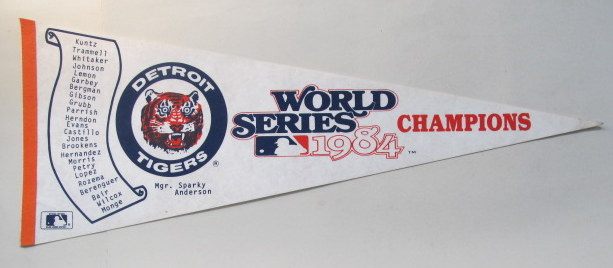 Kuntz
Trammell
Whitaker
Johnson
Lemon
Garbey
Bergman
Gibson
Grubb
Parrish
Herndon
Evans
Castillo
Jones
Brookens
Hernandez
Morris
Petry
Lopez
Rozema
Berenguer
Bair
Wilcox
Monge
DETROIT
TIGERS
®
Mgr. Sparky
Anderson
WORLD
SERIES
1984
TM
CHAMPIONS